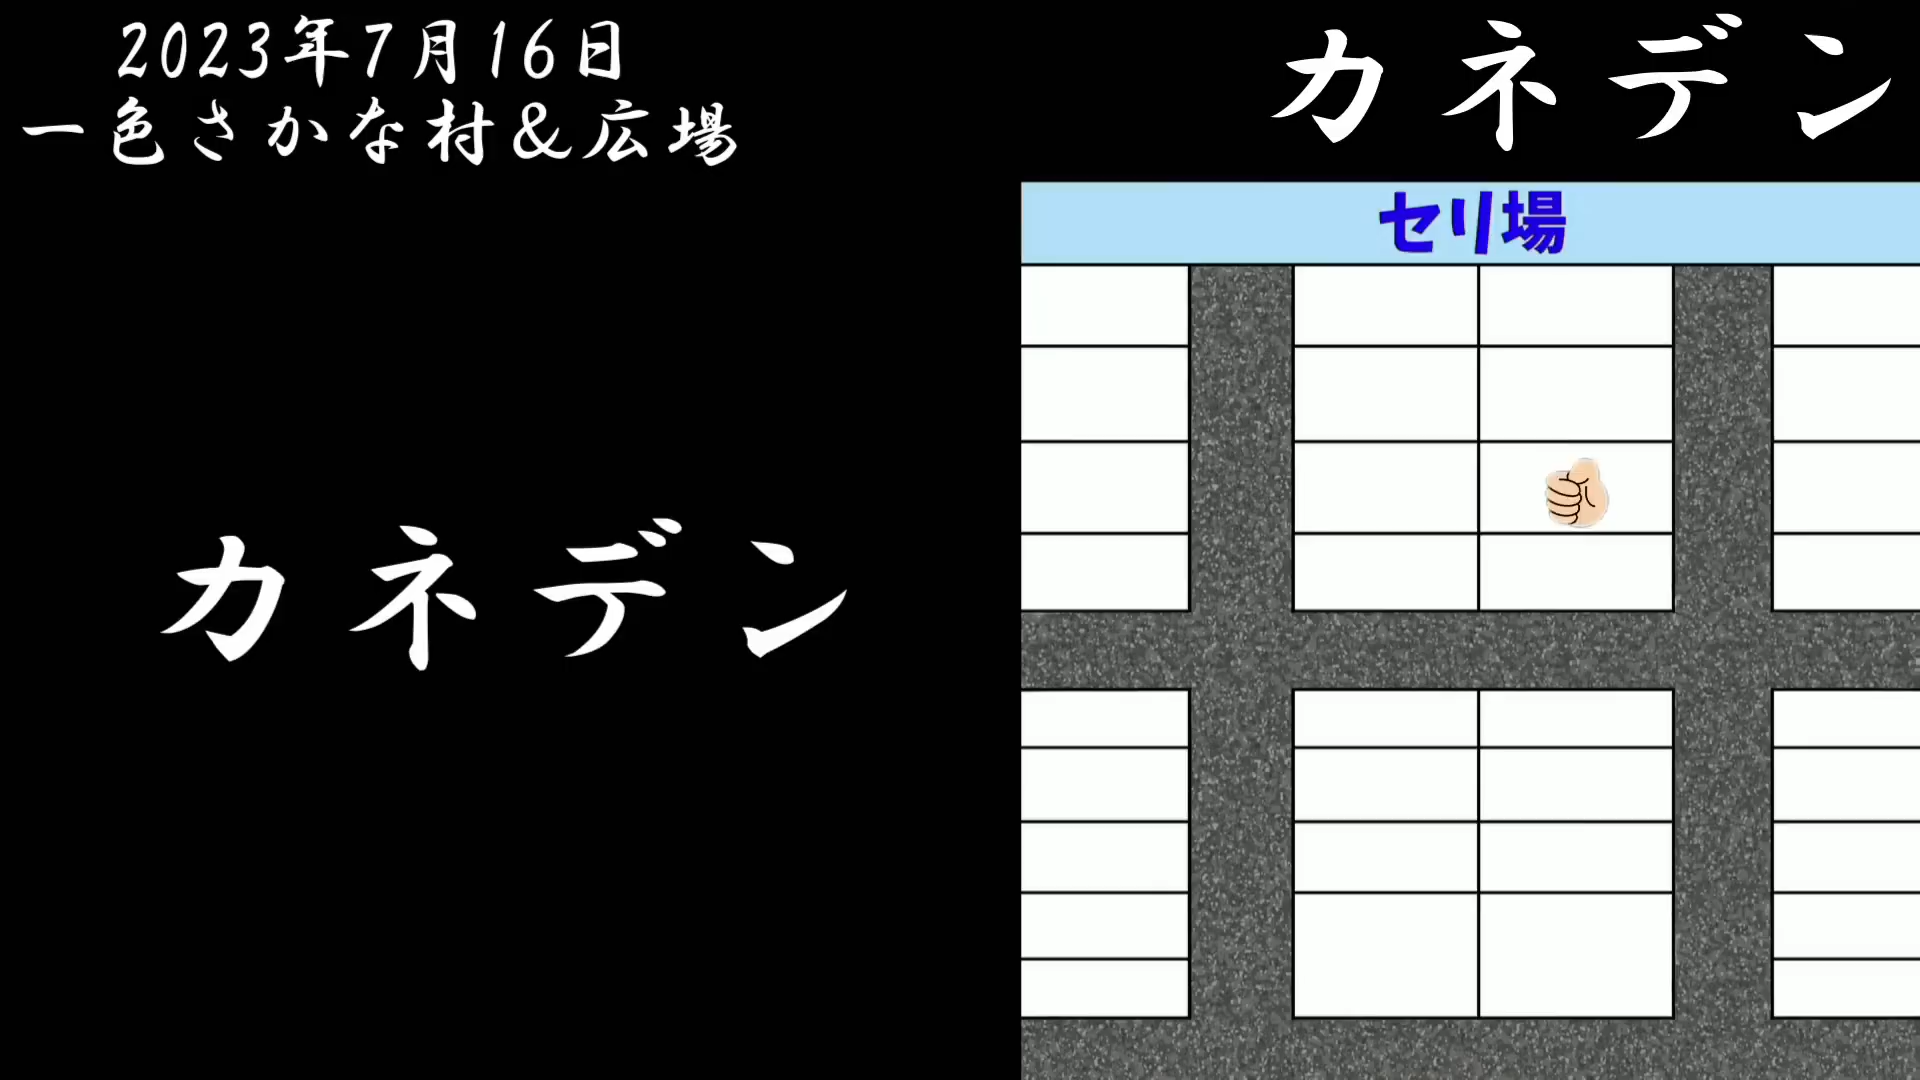 2023年7月16日
一色さかな村&広場
カネデン
セリ場
カネデン